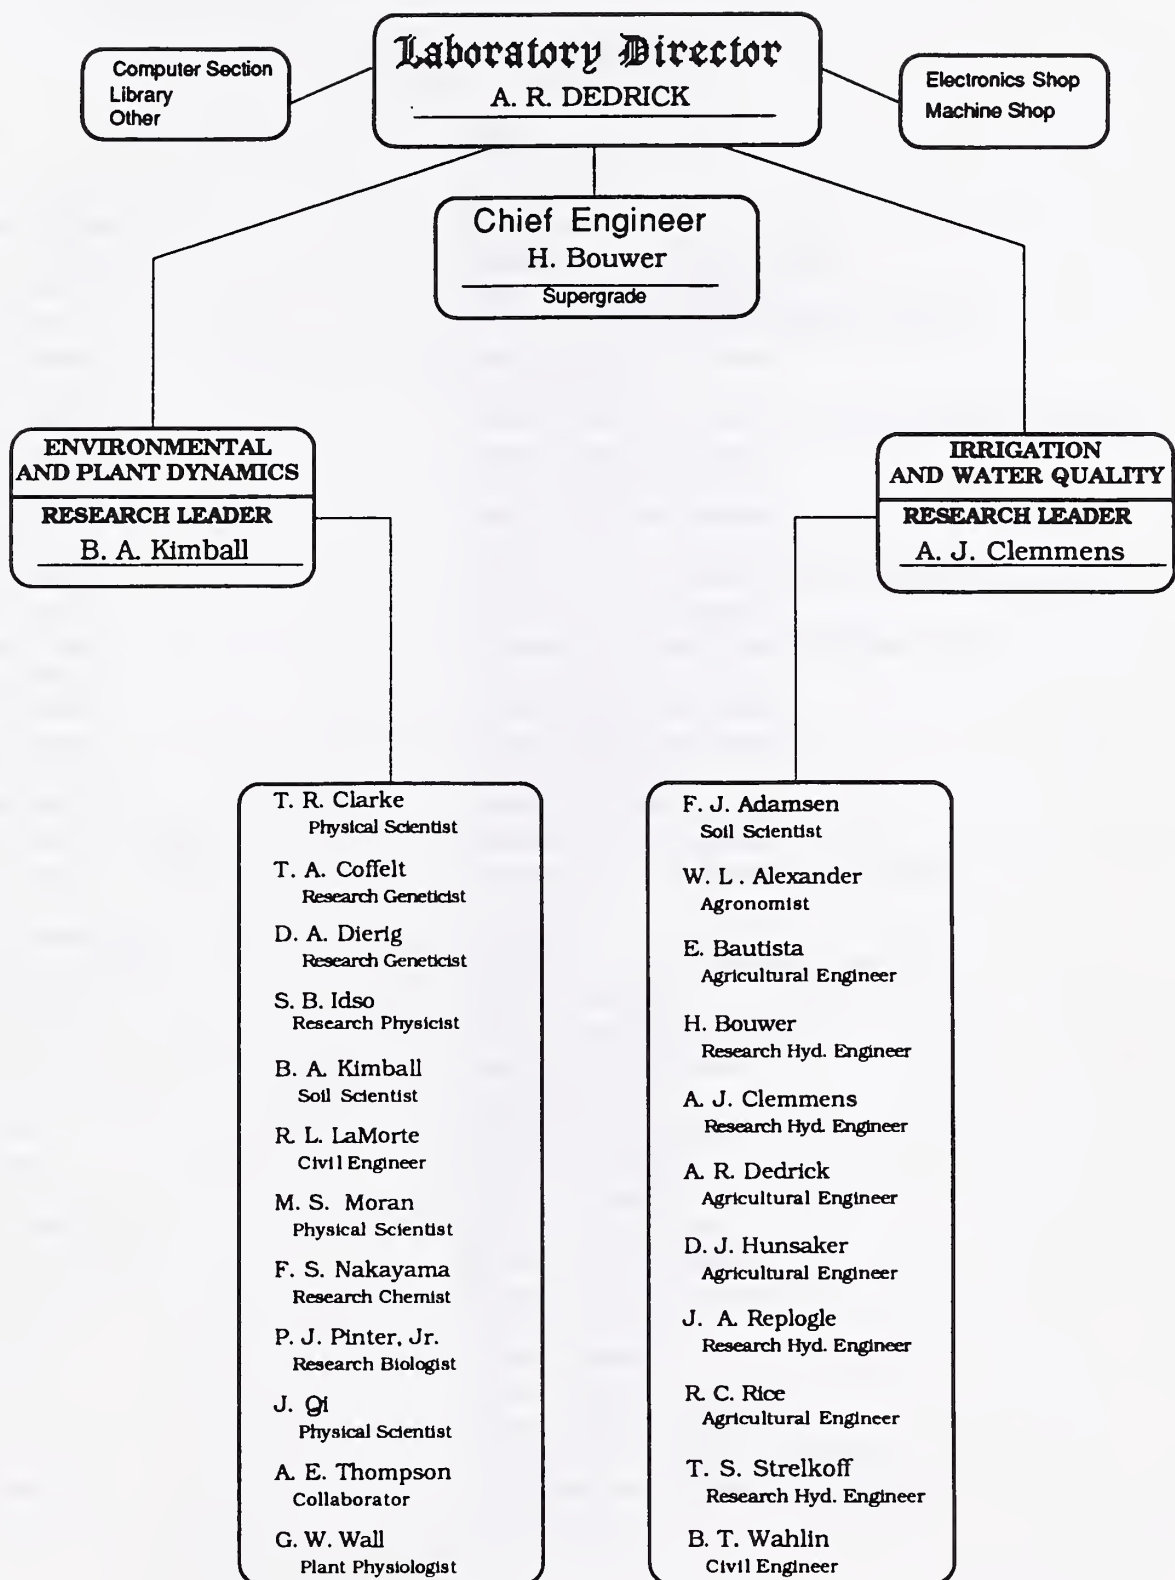 Laboratory Director
A. R. DEDRICK
Computer Section
Library
Other
Electronics Shop
Machine Shop
Chief Engineer
H. Bouwer
Supergrade
ENVIRONMENTAL
AND PLANT DYNAMICS
RESEARCH LEADER
B. A. Kimball
IRRIGATION
AND WATER QUALITY
RESEARCH LEADER
A. J. Clemmens
T. R. Clarke
Physical Scientist
T. A. Coffelt
Research Geneticist
D. A. Dierig
Research Geneticist
S. B. Idso
Research Physicist
B. A. Kimball
Soil Scientist
R. L. LaMorte
Civil Engineer
M. S. Moran
Physical Scientist
F. S. Nakayama
Research Chemist
P. J. Pinter, Jr.
Research Biologist
J. Qi
Physical Scientist
A. E. Thompson
Collaborator
G. W. Wall
Plant Physiologist
F. J. Adamsen
Soil Scientist
W. L. Alexander
Agronomist
E. Bautista
Agricultural Engineer
H. Bouwer
Research Hyd. Engineer
A. J. Clemmens
Research Hyd. Engineer
A. R. Dedrick
Agricultural Engineer
D. J. Hunsaker
Agricultural Engineer
J. A. Replogle
Research Hyd. Engineer
R. C. Rice
Agricultural Engineer
T. S. Strelkoff
Research Hyd. Engineer
B. T. Wahlin
Civil Engineer